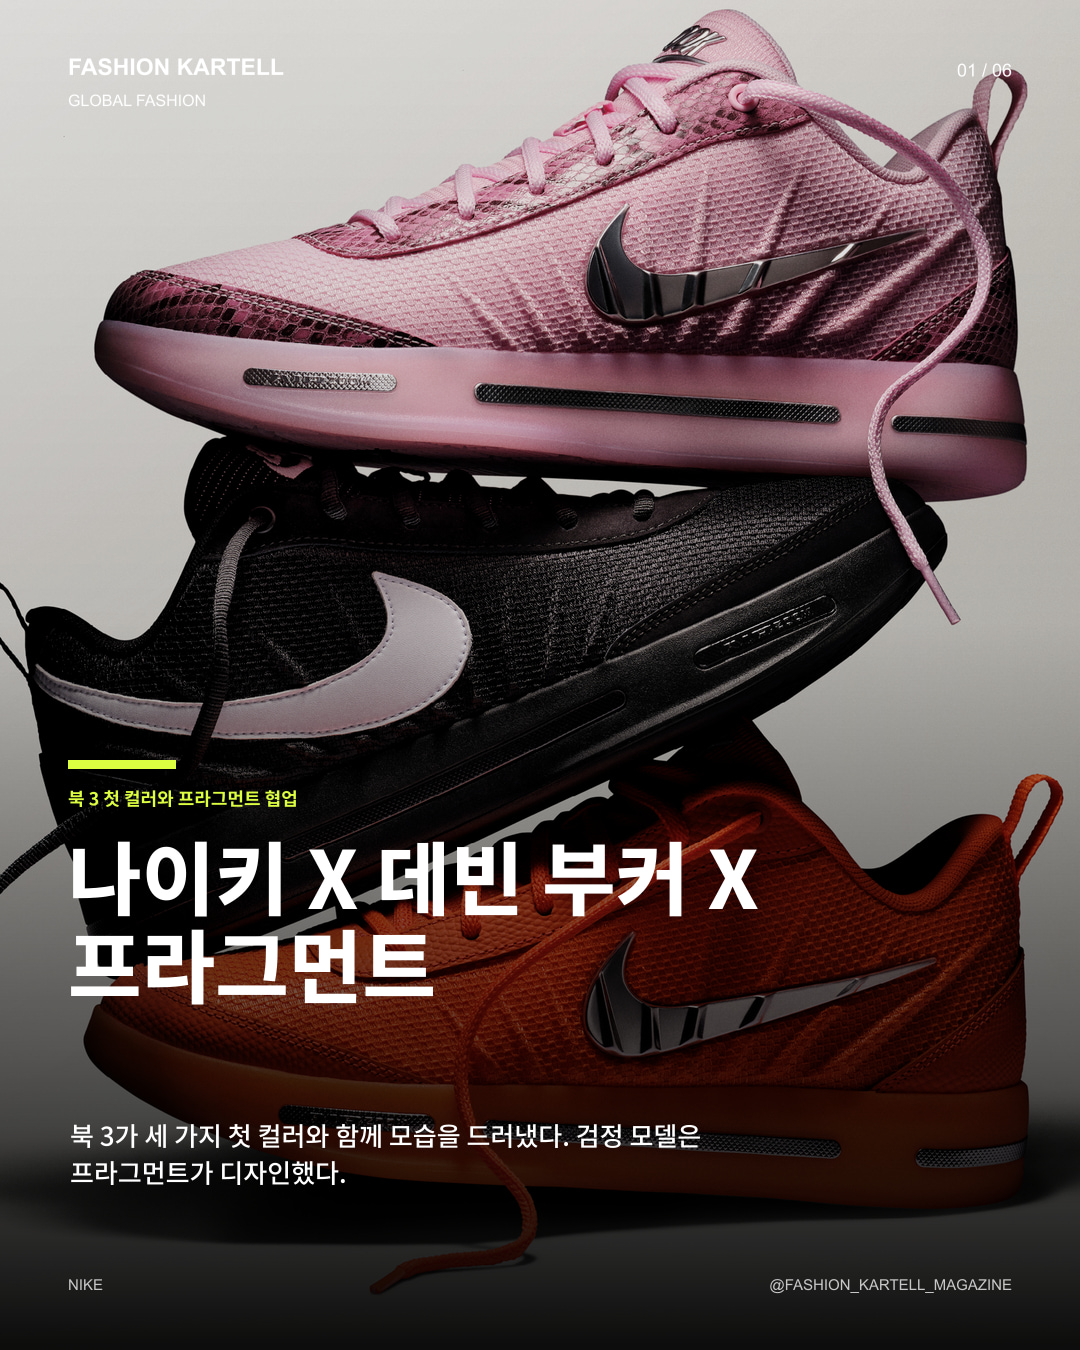 FASHION KARTELL
GLOBAL FASHION
01 / 06
북 3 첫 컬러와 프라그먼트 협업
나이키 X 데빈 부커 X
프라그먼트
북 3가 세 가지 첫 컬러와 함께 모습을 드러냈다. 검정 모델은
프라그먼트가 디자인했다.
NIKE
@FASHION_KARTELL_MAGAZINE